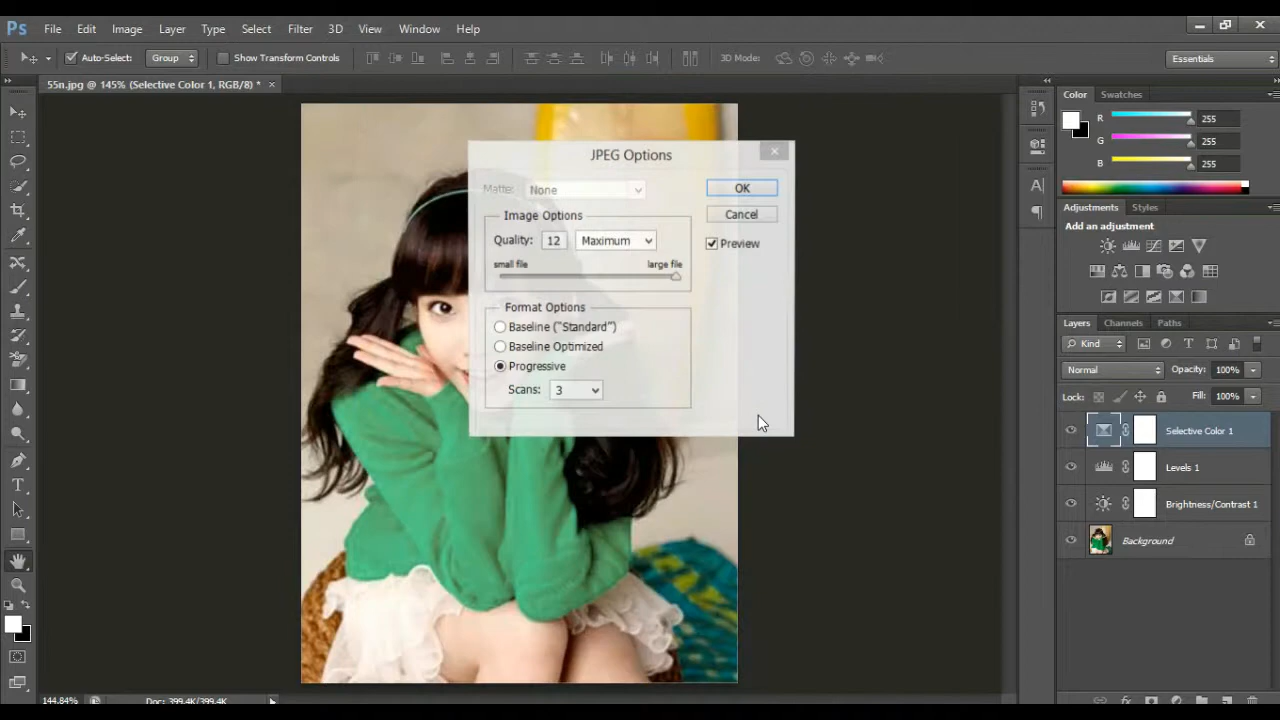 Ps File Edit Image Layer Type Select Filter 3D View Window Help
Auto-Select: Group Show Transform Controls 3D Mode: Essentials
55n.jpg @ 145% (Selective Color 1, RGB/8) * ×
Color Swatches
R 255
G 255
B 255
Adjustments Styles
Add an adjustment
Layers Channels Paths
Kind
Normal Opacity: 100%
Lock: Fill: 100%
Selective Color 1
Levels 1
Brightness/Contrast 1
Background
JPEG Options
Matte: None OK
Image Options Cancel
Quality: 12 Maximum Preview
small file large file
Format Options
Baseline ("Standard")
Baseline Optimized
Progressive
Scans: 3
144.84% Doc: 399.4K/399.4K